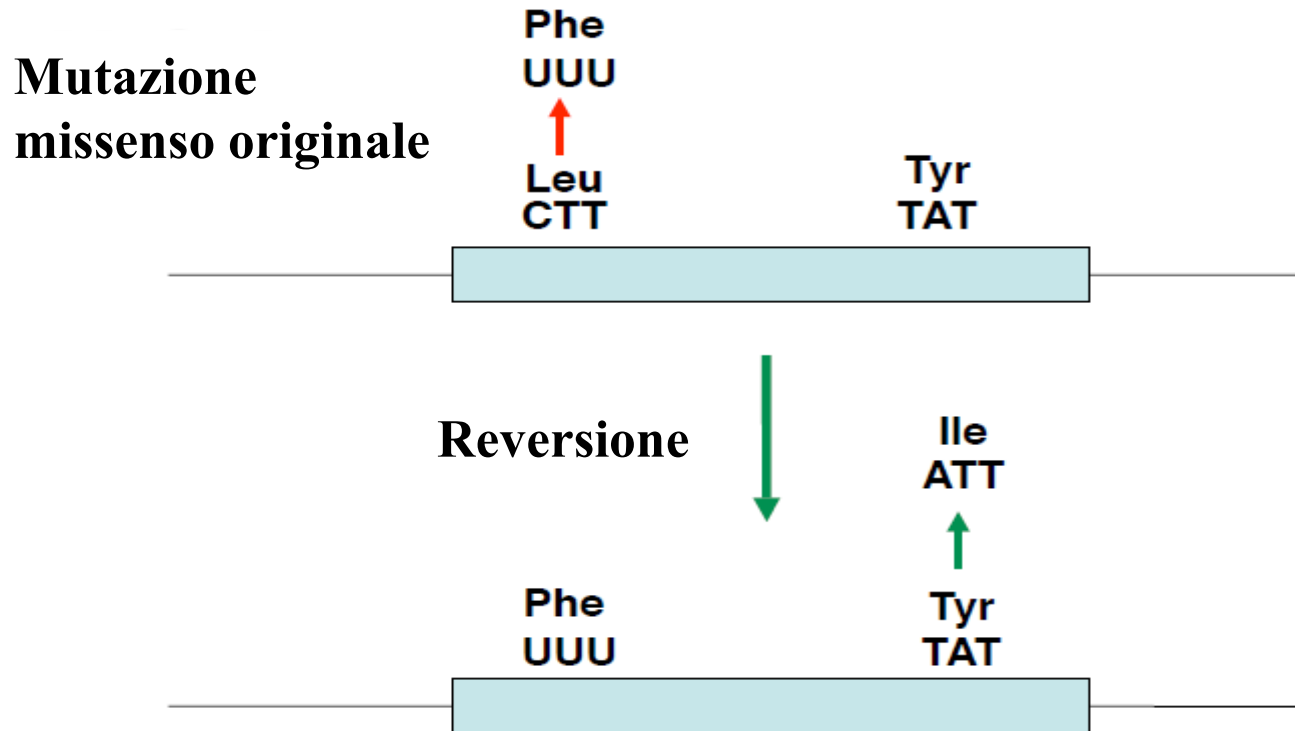 Phe
UUU
Mutazione
missenso originale
Leu
CTT
Tyr
TAT
Reversione
Ile
ATT
Phe
UUU
Tyr
TAT